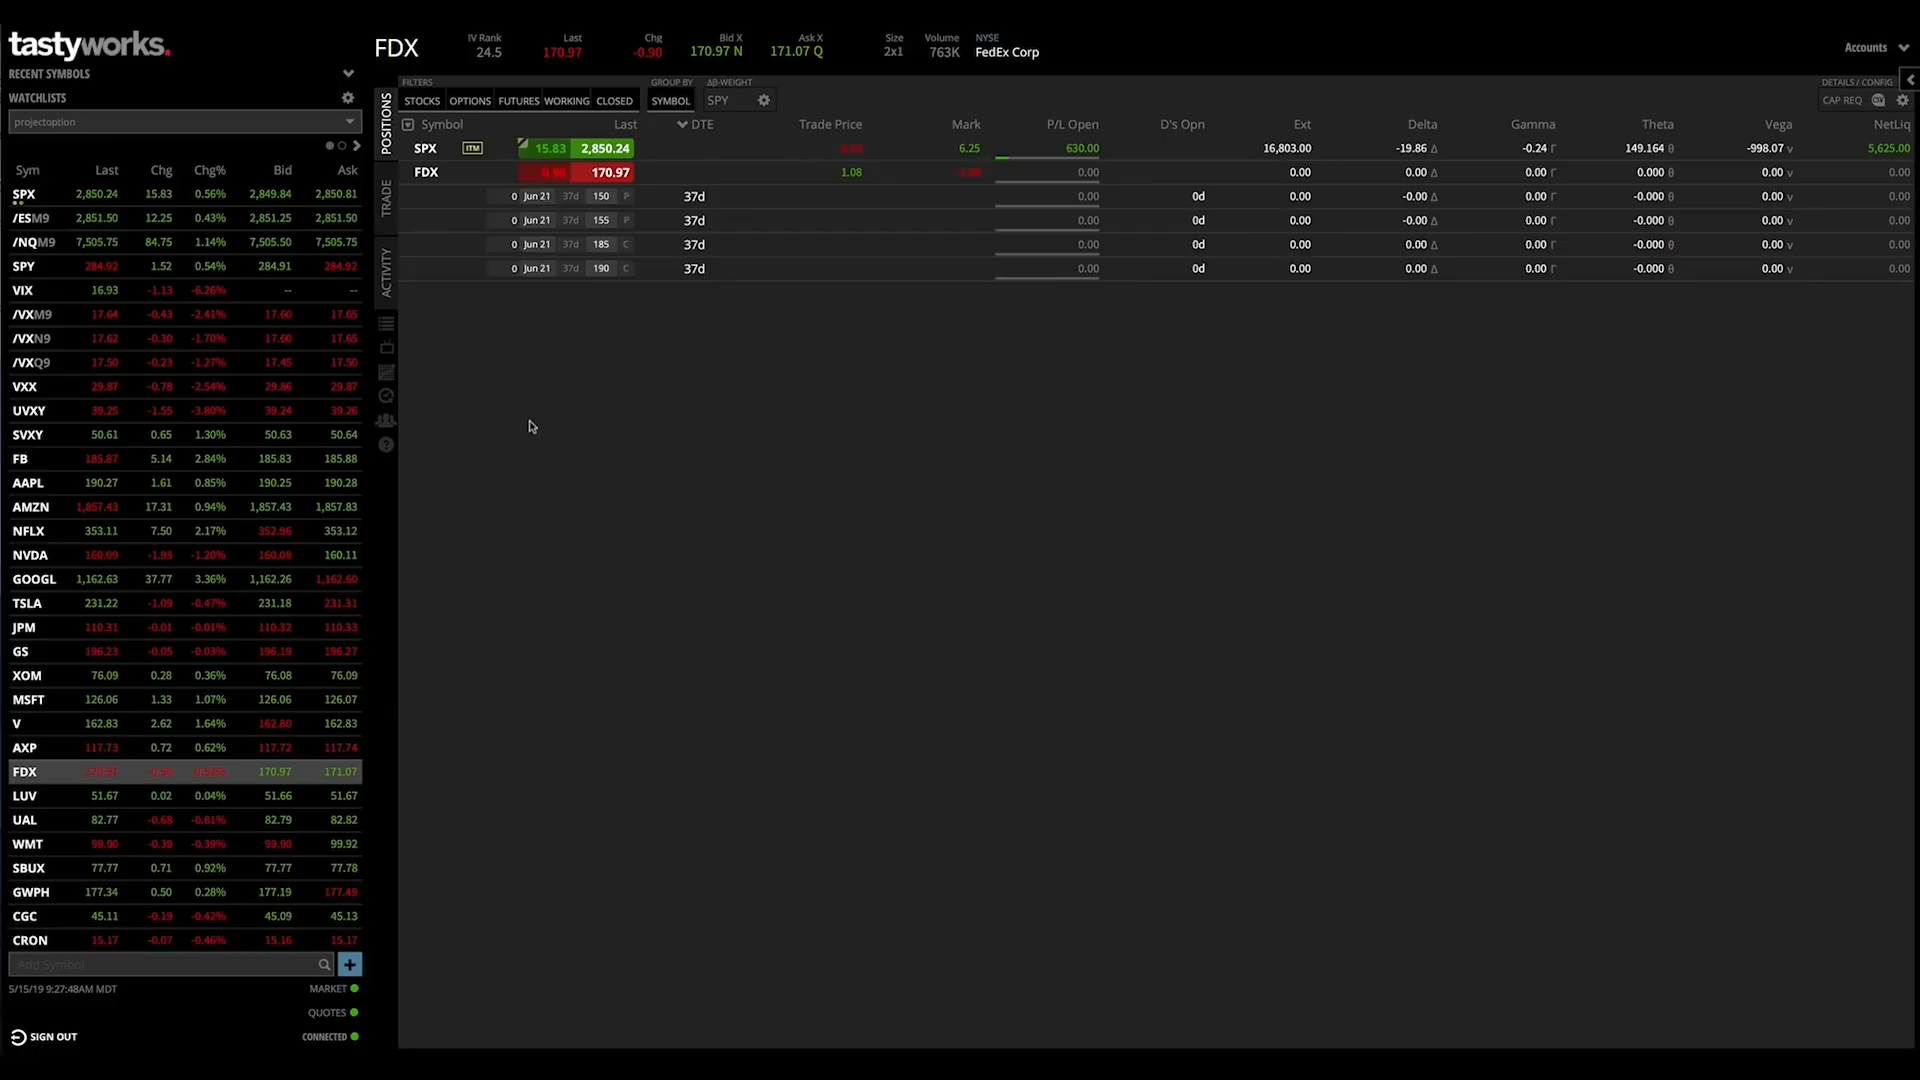 tastyworks.
RECENT SYMBOLS
WATCHLISTS
projectoption
Sym Last Chg Chg% Bid Ask
SPX 2,850.24 15.83 0.56% 2,849.84 2,850.81
/ESM9 2,851.50 12.25 0.43% 2,851.25 2,851.50
/NQM9 7,505.75 84.75 1.14% 7,505.50 7,505.75
SPY 284.92 1.52 0.54% 284.91 284.92
VIX 16.93 -1.13 -6.26% -- --
/VXM9 17.64 -0.43 -2.41% 17.60 17.65
/VXN9 17.62 -0.30 -1.70% 17.60 17.65
/VXQ9 17.50 -0.23 -1.27% 17.45 17.50
VXX 29.87 -0.78 -2.54% 29.86 29.87
UVXY 39.25 -1.55 -3.80% 39.24 39.26
SVXY 50.61 0.65 1.30% 50.63 50.64
FB 185.87 5.14 2.84% 185.83 185.88
AAPL 190.27 1.61 0.85% 190.25 190.28
AMZN 1,857.43 17.31 0.94% 1,857.43 1,857.83
NFLX 353.11 7.50 2.17% 352.96 353.12
NVDA 160.09 -1.95 -1.20% 160.08 160.11
GOOGL 1,162.63 37.77 3.36% 1,162.26 1,162.60
TSLA 231.22 -1.09 -0.47% 231.18 231.31
JPM 110.31 -0.01 -0.01% 110.32 110.33
GS 196.23 -0.05 -0.03% 196.19 196.27
XOM 76.09 0.28 0.36% 76.08 76.09
MSFT 126.06 1.33 1.07% 126.06 126.07
V 162.83 2.62 1.64% 162.80 162.83
AXP 117.73 0.72 0.62% 117.72 117.74
FDX 170.97 171.07
LUV 51.67 0.02 0.04% 51.66 51.67
UAL 82.77 -0.68 -0.81% 82.79 82.82
WMT 99.90 -0.39 -0.39% 99.90 99.92
SBUX 77.77 0.71 0.92% 77.77 77.78
GWPH 177.34 0.50 0.28% 177.19 177.49
CGC 45.11 -0.19 -0.42% 45.09 45.13
CRON 15.17 -0.07 -0.46% 15.16 15.17
Add Symbol
5/15/19 9:27:48AM MDT MARKET
QUOTES
SIGN OUT CONNECTED
FDX
IV Rank Last Chg Bid X Ask X Size Volume NYSE
24.5 170.97 -0.90 170.97 N 171.07 Q 2x1 763K FedEx Corp
Accounts
POSITIONS
TRADE
ACTIVITY
FILTERS GROUP BY Δβ-WEIGHT DETAILS / CONFIG
STOCKS OPTIONS FUTURES WORKING CLOSED SYMBOL SPY CAP REQ
Symbol Last DTE Trade Price Mark P/L Open D's Opn Ext Delta Gamma Theta Vega NetLiq
SPX ITM 15.83 2,850.24 6.25 630.00 16,803.00 -19.86 Δ -0.24 Γ 149.164 θ -998.07 v 5,625.00
FDX 170.97 1.08 0.00 0.00 0.00 Δ 0.00 Γ 0.000 θ 0.00 v 0.00
0 Jun 21 37d 150 P 37d 0.00 0d 0.00 -0.00 Δ 0.00 Γ -0.000 θ 0.00 v 0.00
0 Jun 21 37d 155 P 37d 0.00 0d 0.00 -0.00 Δ 0.00 Γ -0.000 θ 0.00 v 0.00
0 Jun 21 37d 185 C 37d 0.00 0d 0.00 0.00 Δ 0.00 Γ -0.000 θ 0.00 v 0.00
0 Jun 21 37d 190 C 37d 0.00 0d 0.00 0.00 Δ 0.00 Γ -0.000 θ 0.00 v 0.00